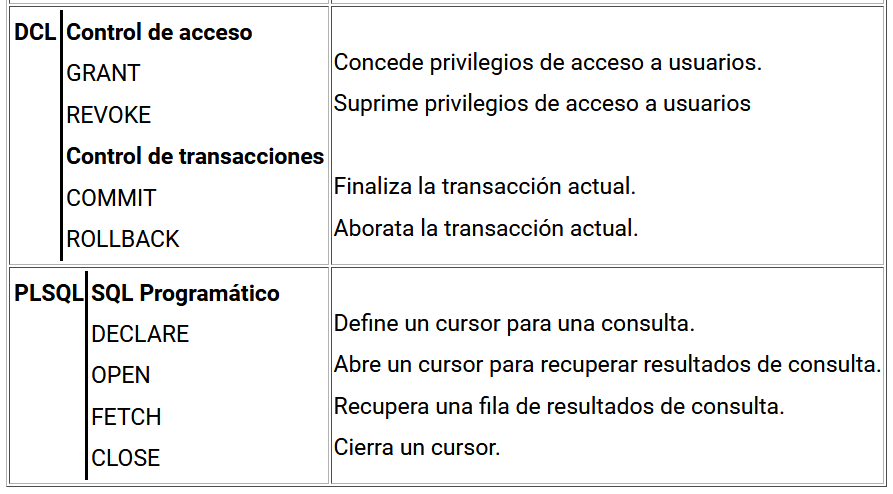 DCL Control de acceso
GRANT Concede privilegios de acceso a usuarios.
REVOKE Suprime privilegios de acceso a usuarios
Control de transacciones
COMMIT Finaliza la transacción actual.
ROLLBACK Aborata la transacción actual.
PLSQL SQL Programático
DECLARE Define un cursor para una consulta.
OPEN Abre un cursor para recuperar resultados de consulta.
FETCH Recupera una fila de resultados de consulta.
CLOSE Cierra un cursor.